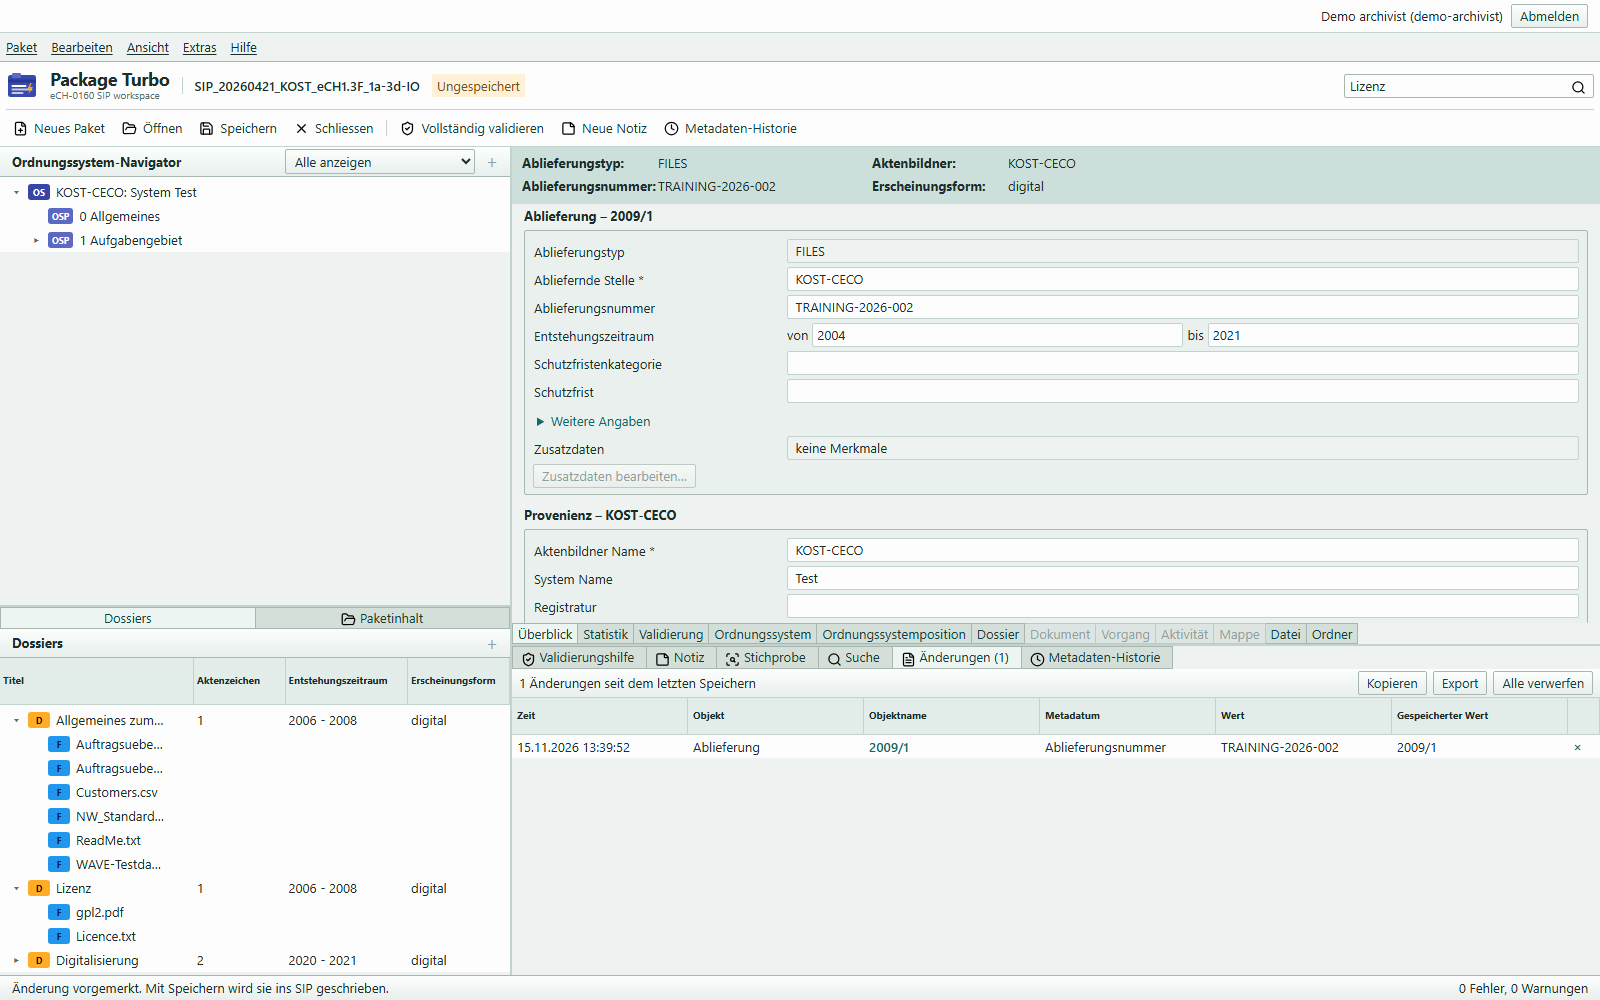 Demo archivist (demo-archivist) Abmelden
Paket Bearbeiten Ansicht Extras Hilfe
Package Turbo
eCH-0160 SIP workspace
SIP_20260421_KOST_eCH1.3F_1a-3d-IO Ungespeichert
Lizenz
Neues Paket Öffnen Speichern Schliessen Vollständig validieren Neue Notiz Metadaten-Historie
Ordnungssystem-Navigator Alle anzeigen +
OS KOST-CECO: System Test
OSP 0 Allgemeines
OSP 1 Aufgabengebiet
Dossiers Paketinhalt
Dossiers +
Titel Aktenzeichen Entstehungszeitraum Erscheinungsform
D Allgemeines zum... 1 2006 - 2008 digital
F Auftragsuebe...
F Auftragsuebe...
F Customers.csv
F NW_Standard...
F ReadMe.txt
F WAVE-Testda...
D Lizenz 1 2006 - 2008 digital
F gpl2.pdf
F Licence.txt
D Digitalisierung 2 2020 - 2021 digital
Ablieferungstyp: FILES Aktenbildner: KOST-CECO
Ablieferungsnummer: TRAINING-2026-002 Erscheinungsform: digital
Ablieferung – 2009/1
Ablieferungstyp FILES
Abliefernde Stelle * KOST-CECO
Ablieferungsnummer TRAINING-2026-002
Entstehungszeitraum von 2004 bis 2021
Schutzfristenkategorie
Schutzfrist
Weitere Angaben
Zusatzdaten keine Merkmale
Zusatzdaten bearbeiten...
Provenienz – KOST-CECO
Aktenbildner Name * KOST-CECO
System Name Test
Registratur
Überblick Statistik Validierung Ordnungssystem Ordnungssystemposition Dossier Dokument Vorgang Aktivität Mappe Datei Ordner
Validierungshilfe Notiz Stichprobe Suche Änderungen (1) Metadaten-Historie
1 Änderungen seit dem letzten Speichern Kopieren Export Alle verwerfen
Zeit Objekt Objektname Metadatum Wert Gespeicherter Wert
15.11.2026 13:39:52 Ablieferung 2009/1 Ablieferungsnummer TRAINING-2026-002 2009/1 ×
Änderung vorgemerkt. Mit Speichern wird sie ins SIP geschrieben. 0 Fehler, 0 Warnungen